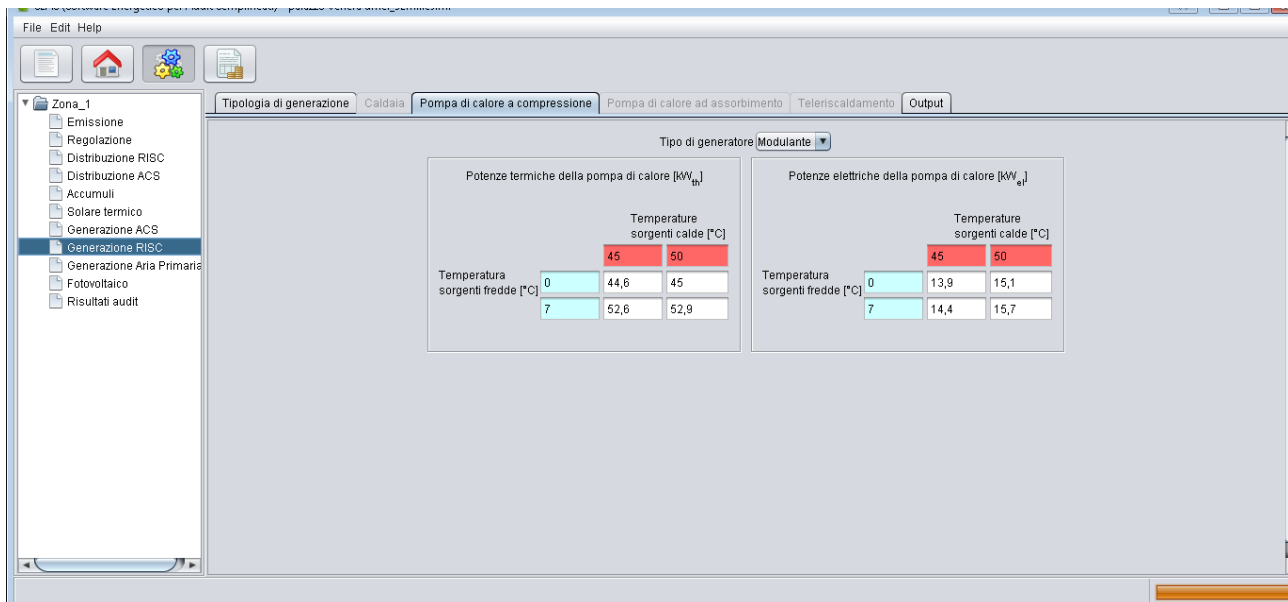 File Edit Help
Zona_1
Emissione
Regolazione
Distribuzione RISC
Distribuzione ACS
Accumuli
Solare termico
Generazione ACS
Generazione RISC
Generazione Aria Primaria
Fotovoltaico
Risultati audit
Tipologia di generazione Caldaia Pompa di calore a compressione Pompa di calore ad assorbimento Teleriscaldamento Output
Tipo di generatore Modulante
Potenze termiche della pompa di calore [kW_th]
Temperature
sorgenti calde [°C]
45 50
Temperatura
sorgenti fredde [°C]
0 44,6 45
7 52,6 52,9
Potenze elettriche della pompa di calore [kW_el]
Temperature
sorgenti calde [°C]
45 50
Temperatura
sorgenti fredde [°C]
0 13,9 15,1
7 14,4 15,7